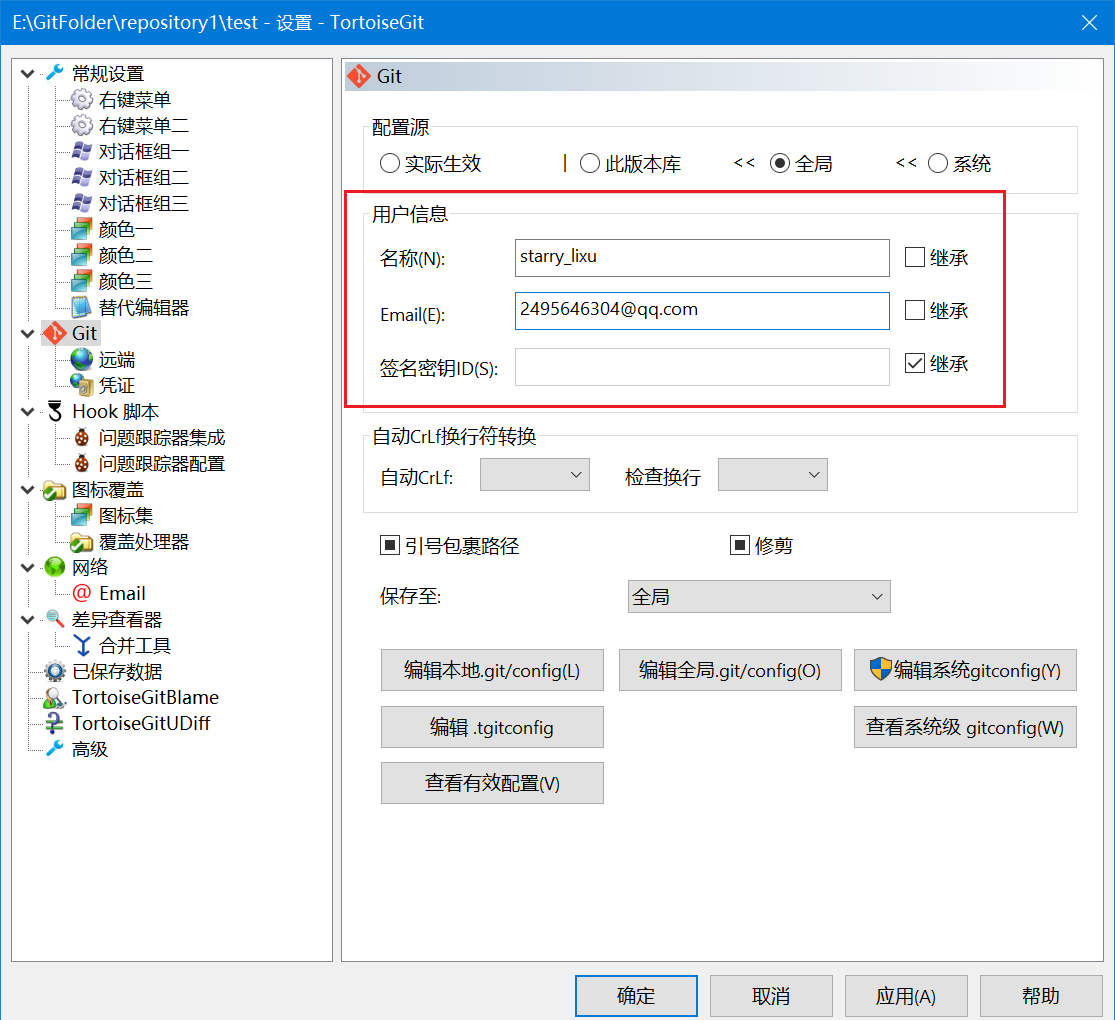 E:\GitFolder\repository1\test - 设置 - TortoiseGit
常规设置
右键菜单
右键菜单二
对话框组一
对话框组二
对话框组三
颜色一
颜色二
颜色三
替代编辑器
Git
远端
凭证
Hook 脚本
问题跟踪器集成
问题跟踪器配置
图标覆盖
图标集
覆盖处理器
网络
Email
差异查看器
合并工具
已保存数据
TortoiseGitBlame
TortoiseGitUDiff
高级
Git
配置源
实际生效 | 此版本库 << 全局 << 系统
用户信息
名称(N): starry_lixu 继承
Email(E): 2495646304@qq.com 继承
签名密钥ID(S): 继承
自动CrLf换行符转换
自动CrLf: 检查换行
引号包裹路径 修剪
保存至: 全局
编辑本地.git/config(L) 编辑全局.git/config(O) 编辑系统gitconfig(Y)
编辑 .tgitconfig 查看系统级 gitconfig(W)
查看有效配置(V)
确定 取消 应用(A) 帮助